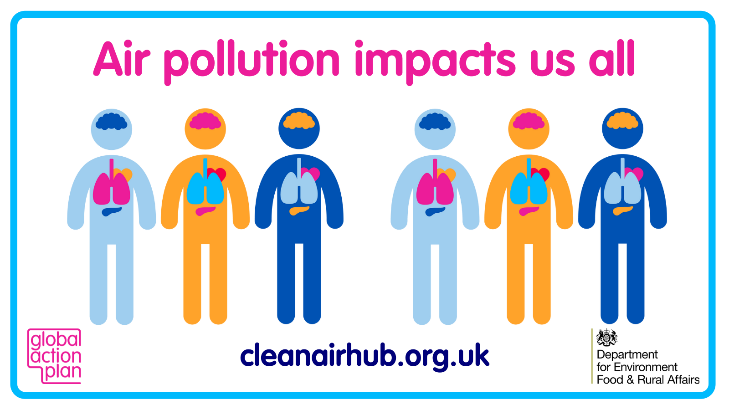 Air pollution impacts us all
global
action
plan
cleanairhub.org.uk
Department
for Environment
Food & Rural Affairs